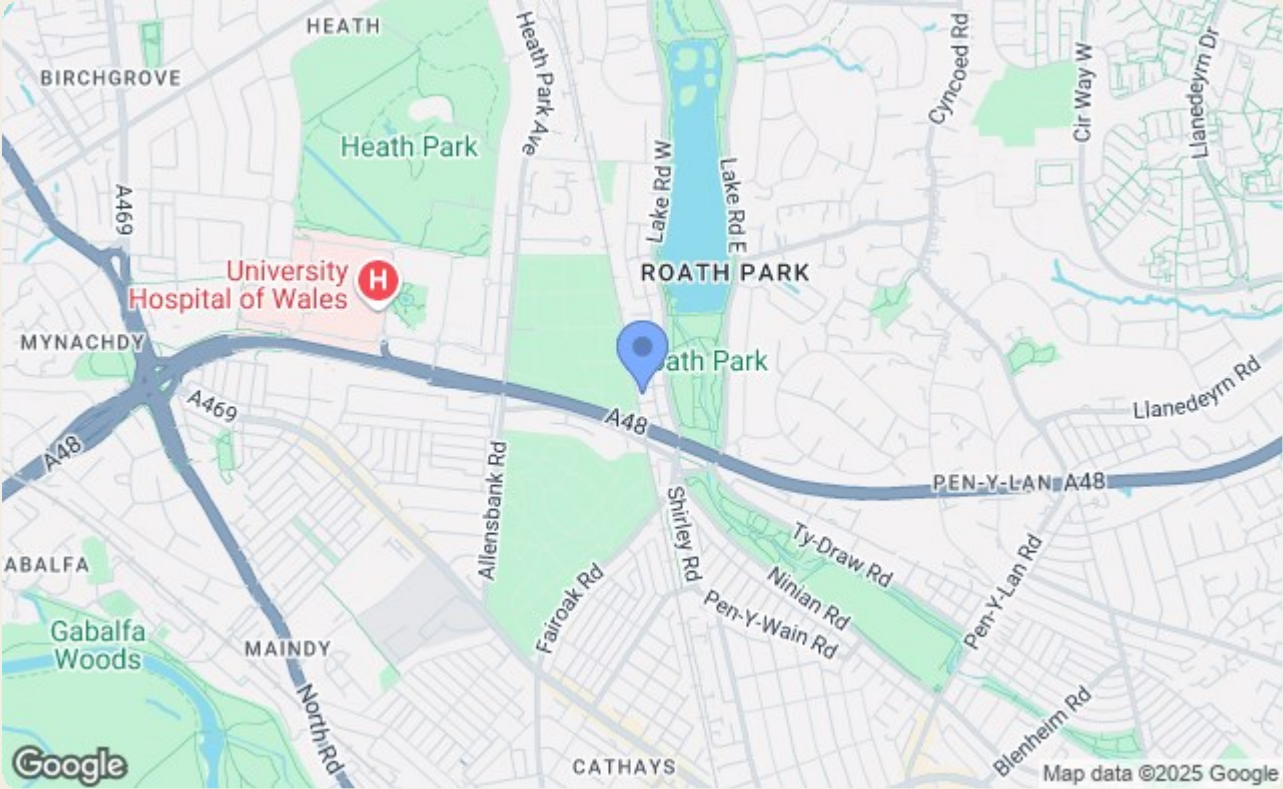 HEATH
BIRCHGROVE
Heath Park Ave
Cyncoed Rd
Cir Way W
Llanedeyrn Dr
Heath Park
A469
Lake Rd W
Lake Rd E
University
Hospital of Wales
H
ROATH PARK
MYNACHDY
ath Park
A469
A48
Llanedeyrn Rd
A48
Allensbank Rd
PEN-Y-LAN
A48
Shirley Rd
Ty-Draw Rd
ABALFA
Fairoak Rd
Ninian Rd
Pen-Y-Lan Rd
Pen-Y-Wain Rd
Gabalfa
Woods
MAINDY
North Rd
Blenheim Rd
CATHAYS
Google
Map data ©2025 Google